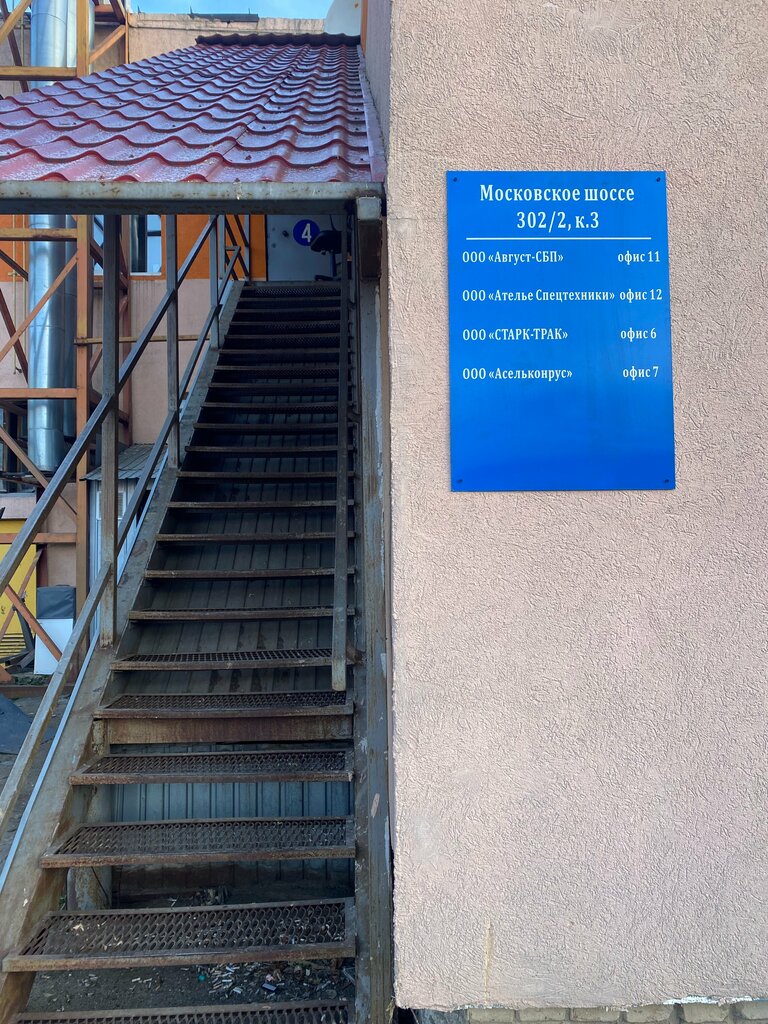 Московское шоссе
302/2, к.3
ООО «Август-СБП» офис 11
ООО «Ателье Спецтехники» офис 12
ООО «СТАРК-ТРАК» офис 6
ООО «Асельконрус» офис 7
4